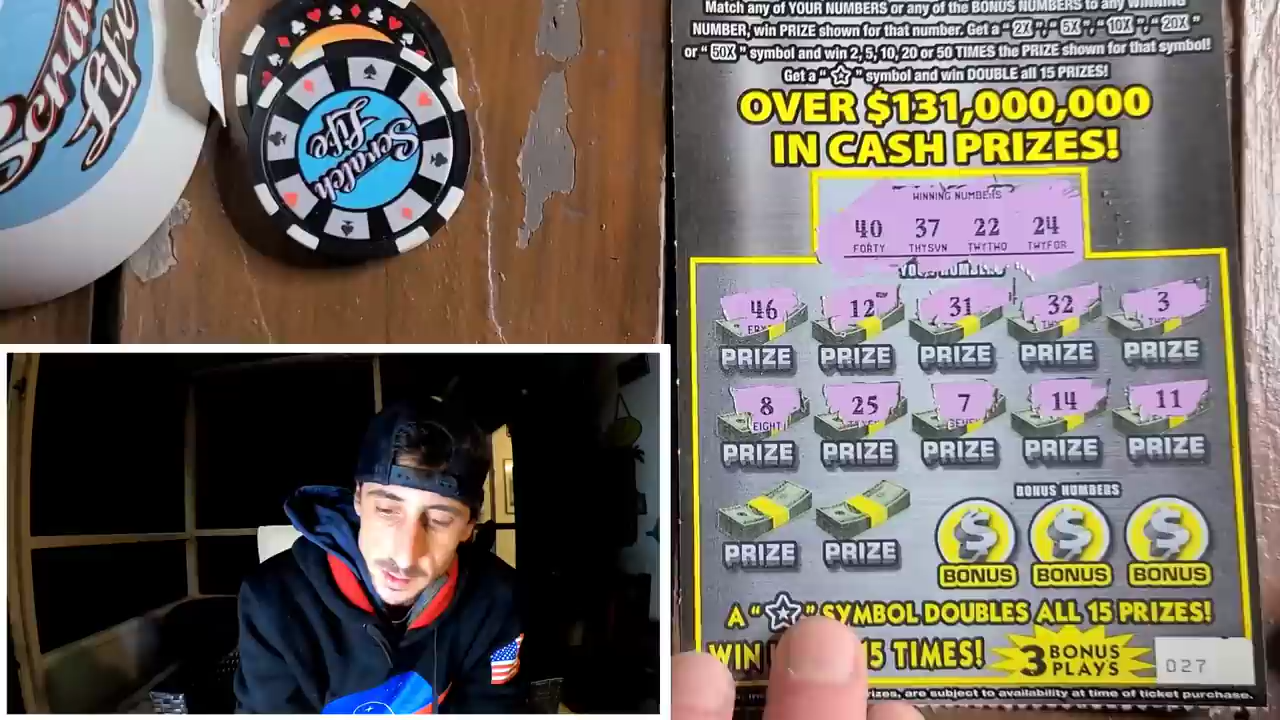 Match any of YOUR NUMBERS or any of the BONUS NUMBERS to any WINNING
NUMBER, win PRIZE shown for that number. Get a "2X", "5X", "10X", "20X"
or "50X" symbol and win 2, 5, 10, 20 or 50 TIMES the PRIZE shown for that symbol!
Get a "☆" symbol and win DOUBLE all 15 PRIZES!
OVER $131,000,000
IN CASH PRIZES!
WINNING NUMBERS
40 37 22 24
FORTY THYSVN TWYTWO TWYFOR
YOUR NUMBERS
46 12 31 32 3
PRIZE PRIZE PRIZE PRIZE PRIZE
8 25 7 14 11
EIGHT
PRIZE PRIZE PRIZE PRIZE PRIZE
BONUS NUMBERS
$ $ $
PRIZE PRIZE BONUS BONUS BONUS
A "☆" SYMBOL DOUBLES ALL 15 PRIZES!
WIN 15 TIMES!
3 BONUS PLAYS
027
are subject to availability at time of ticket purchase.
Scratch
Life
Scratch
Life